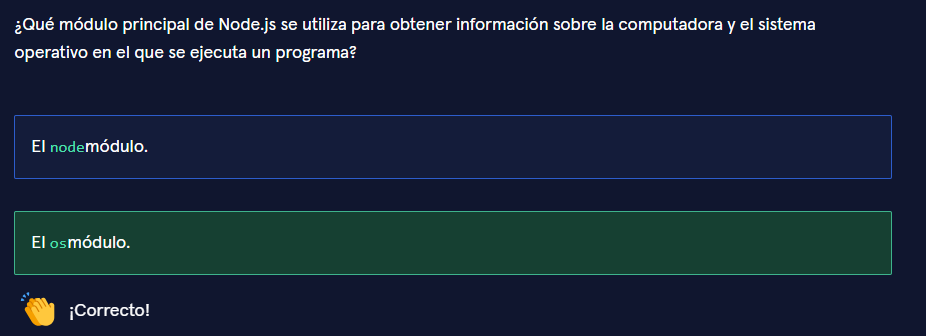 ¿Qué módulo principal de Node.js se utiliza para obtener información sobre la computadora y el sistema
operativo en el que se ejecuta un programa?
El nodemódulo.
El osmódulo.
¡Correcto!